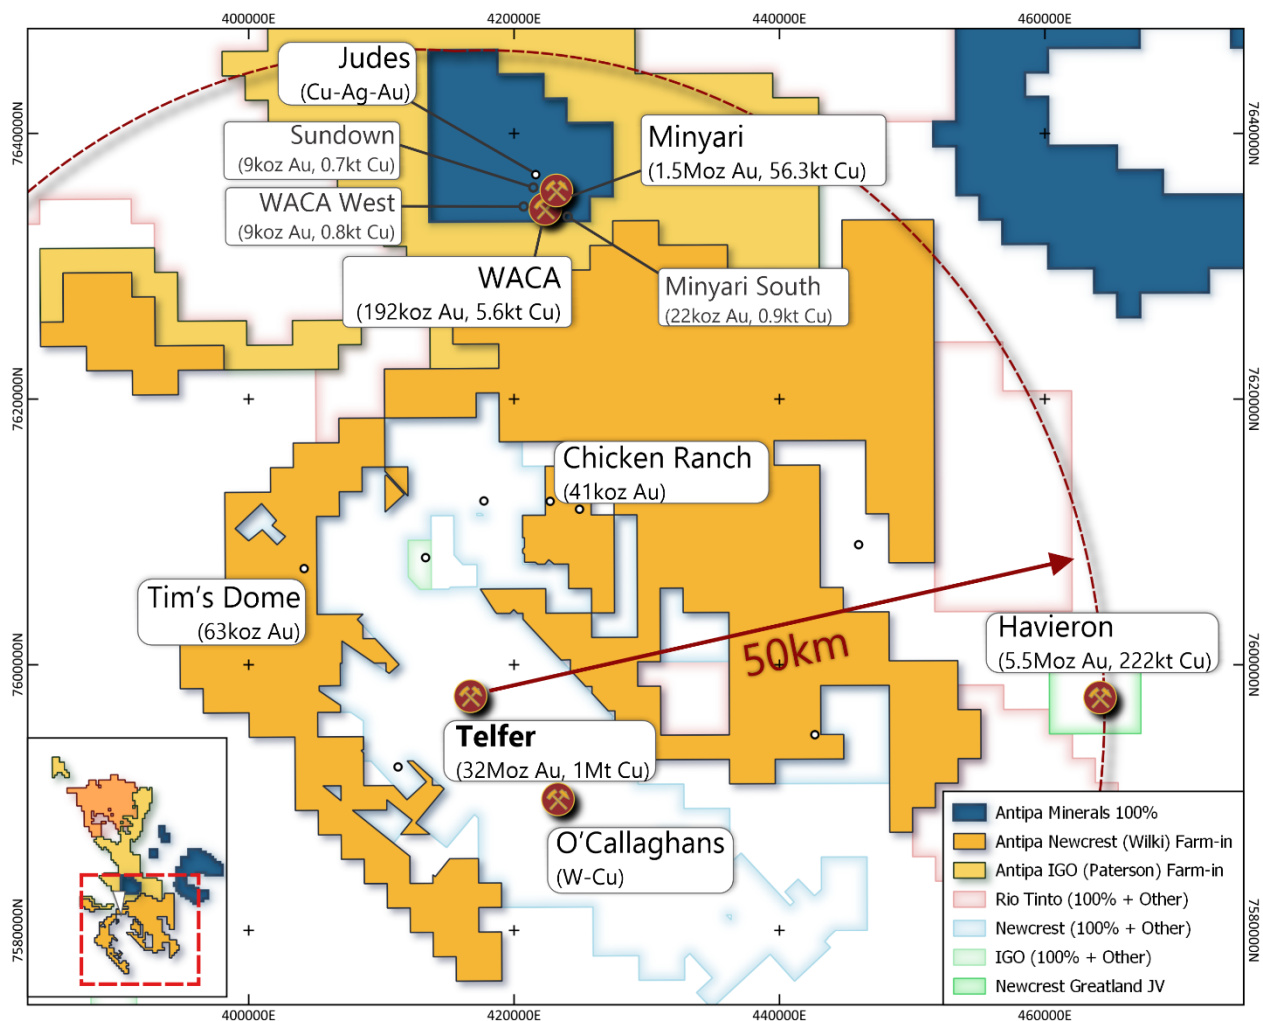 400000E
420000E
440000E
460000E
7640000N
7640000N
Judes
(Cu-Ag-Au)
Sundown
(9koz Au, 0.7kt Cu)
Minyari
(1.5Moz Au, 56.3kt Cu)
WACA West
(9koz Au, 0.8kt Cu)
WACA
(192koz Au, 5.6kt Cu)
Minyari South
(22koz Au, 0.9kt Cu)
7620000N
7620000N
Chicken Ranch
(41koz Au)
Tim's Dome
(63koz Au)
50km
Havieron
(5.5Moz Au, 222kt Cu)
7600000N
7600000N
Telfer
(32Moz Au, 1Mt Cu)
O'Callaghans
(W-Cu)
Antipa Minerals 100%
Antipa Newcrest (Wilki) Farm-in
Antipa IGO (Paterson) Farm-in
Rio Tinto (100% + Other)
Newcrest (100% + Other)
IGO (100% + Other)
Newcrest Greatland JV
7580000N
7580000N
400000E
420000E
440000E
460000E